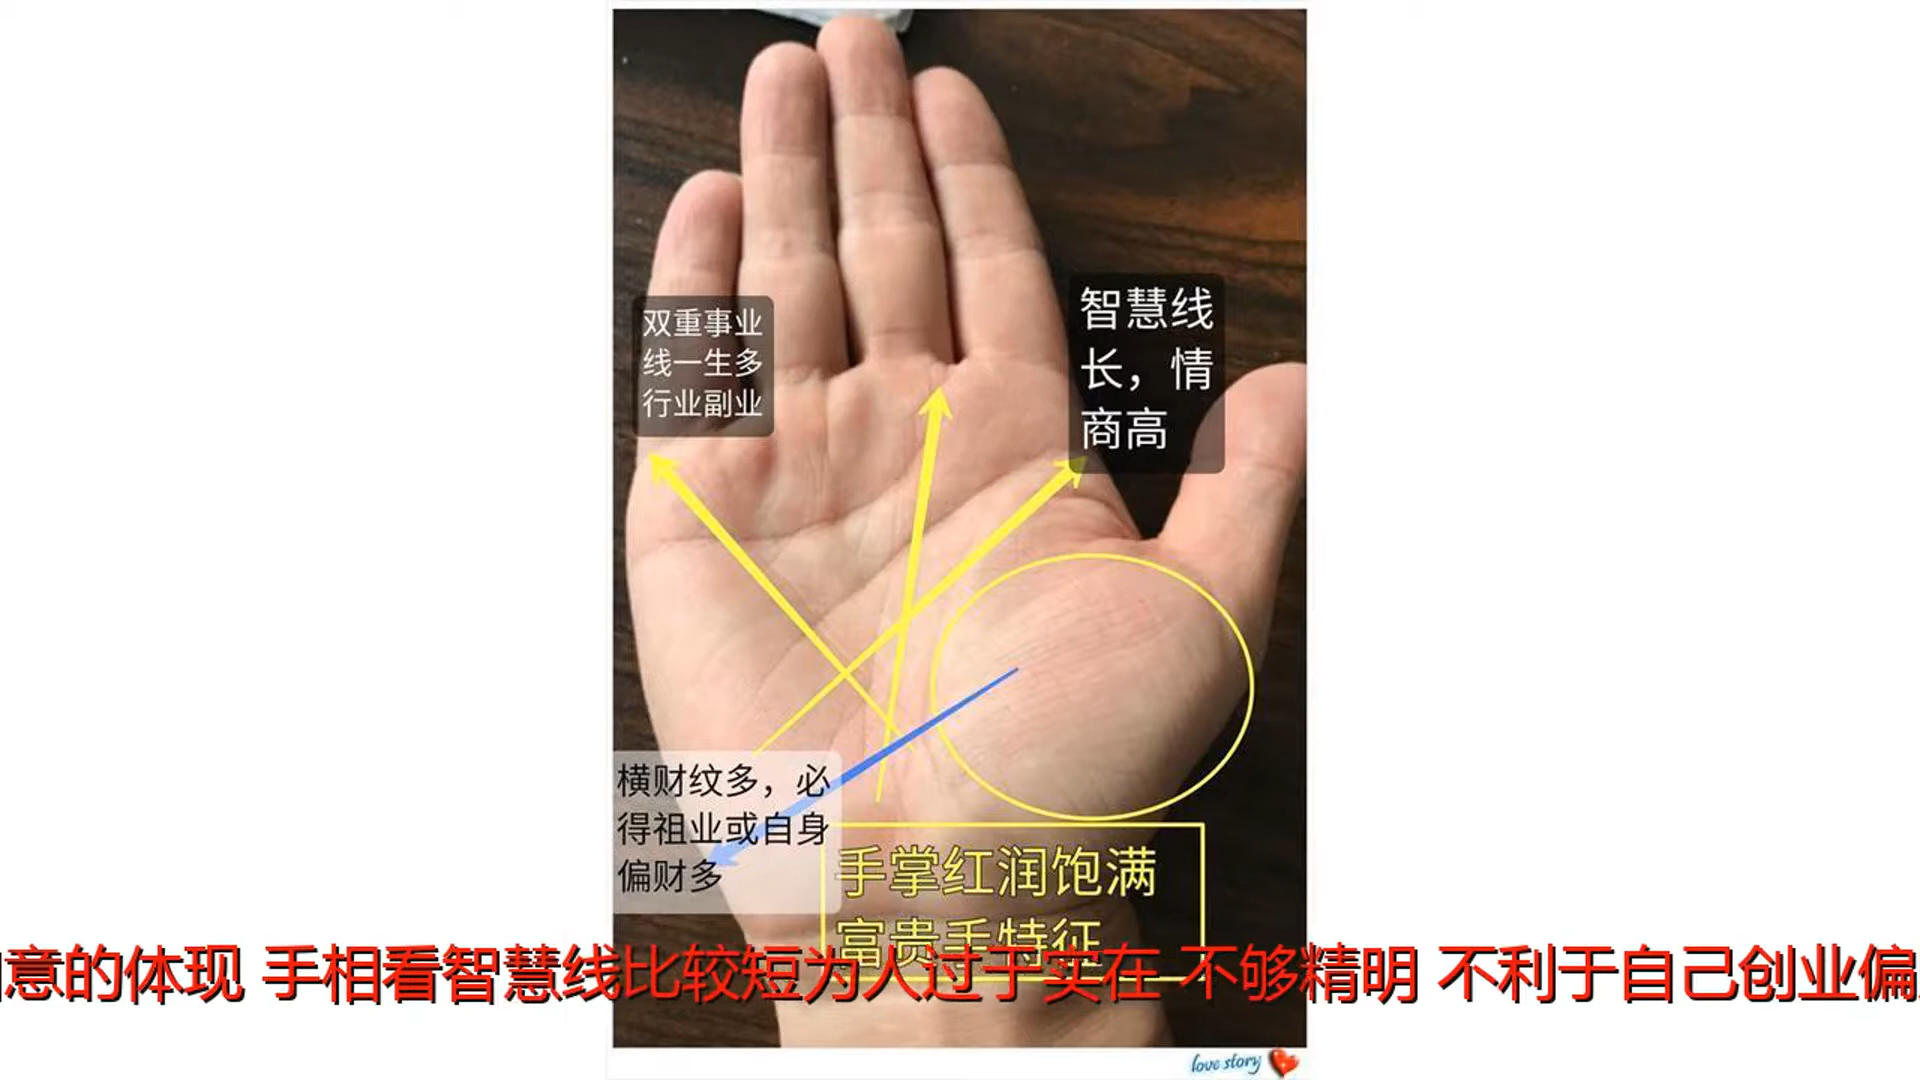 双重事业
线一生多
行业副业
智慧线
长，情
商高
横财纹多，必
得祖业或自身
偏财多
手掌红润饱满
富贵手特征
意的体现 手相看智慧线比较短为人过于实在 不够精明 不利于自己创业偏
love story